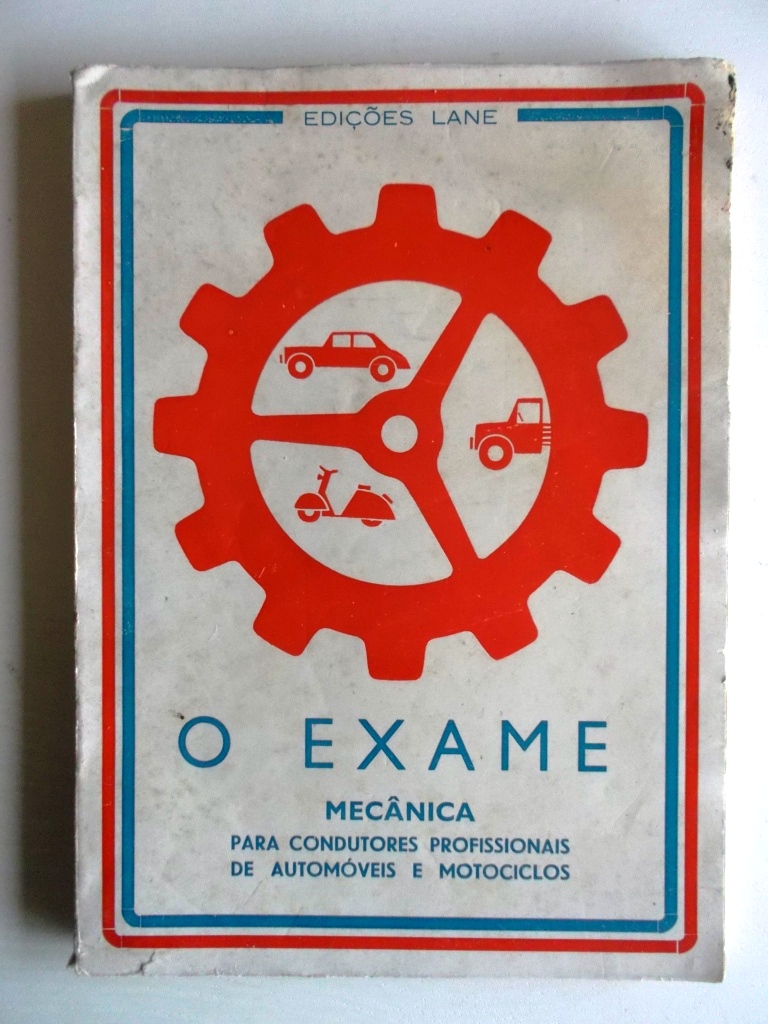 EDIÇÕES LANE
O EXAME
MECÂNICA
PARA CONDUTORES PROFISSIONAIS
DE AUTOMÓVEIS E MOTOCICLOS